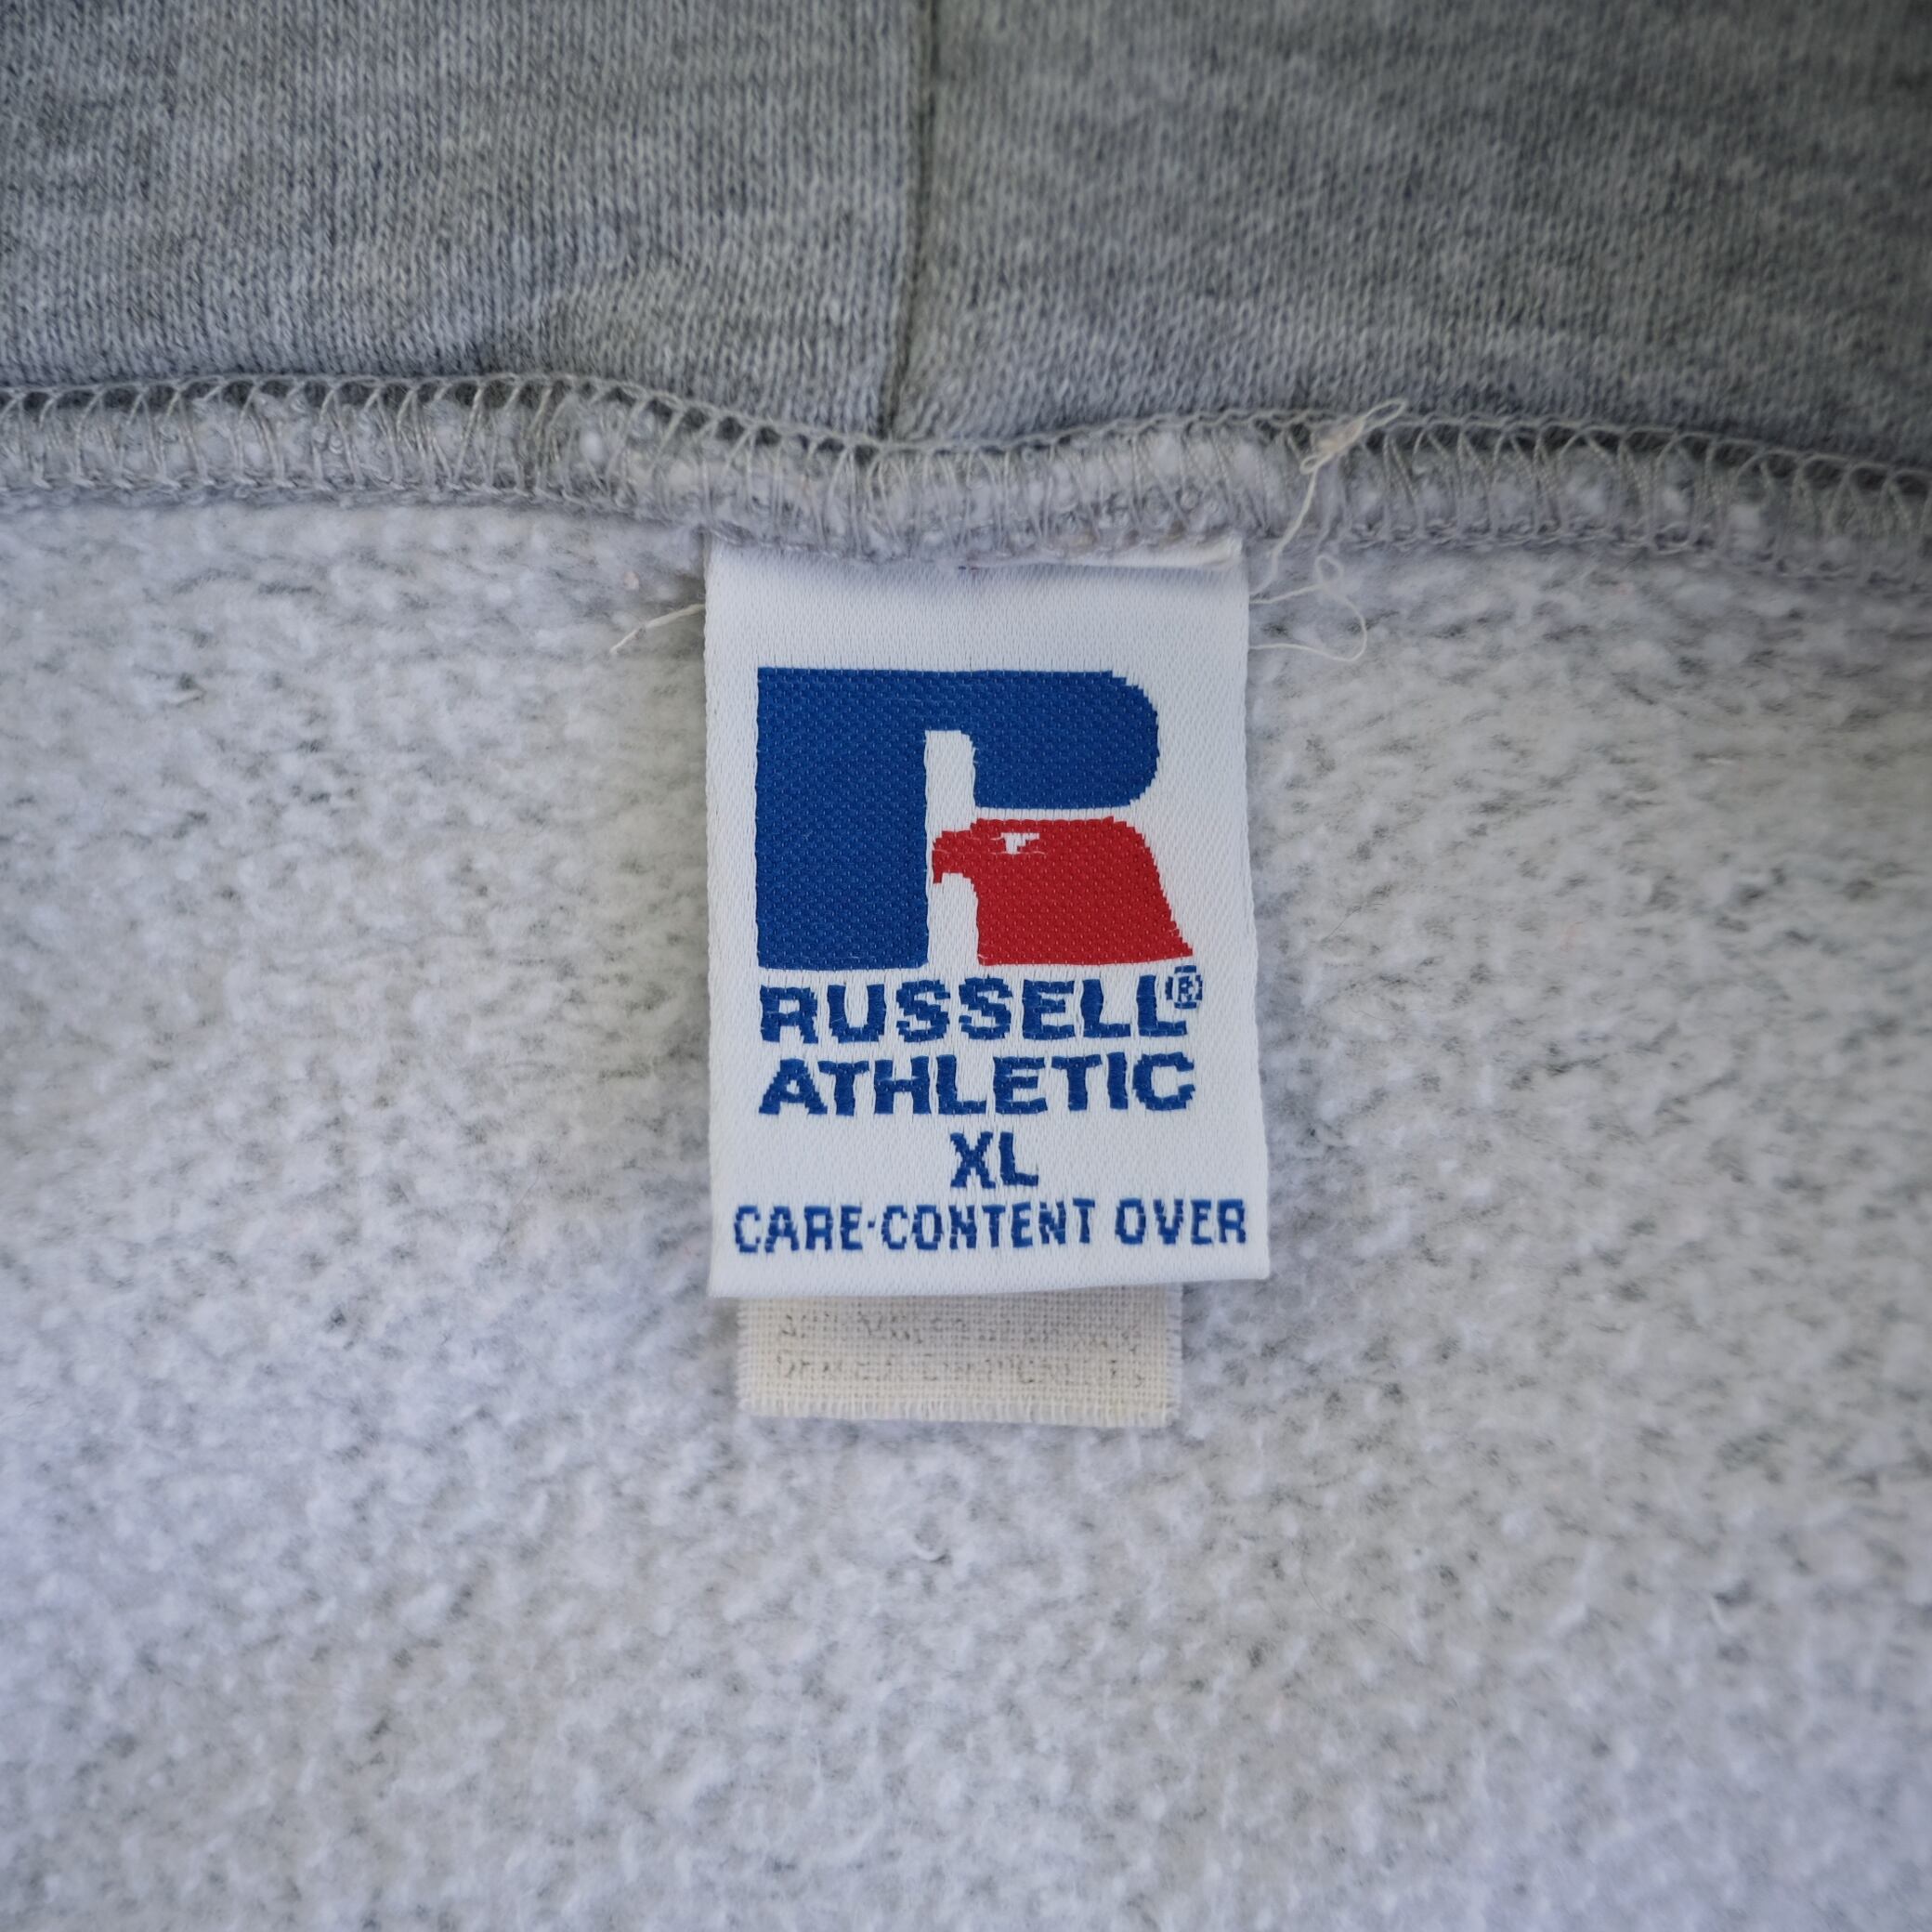 RUSSELL®
ATHLETIC
XL
CARE·CONTENT OVER